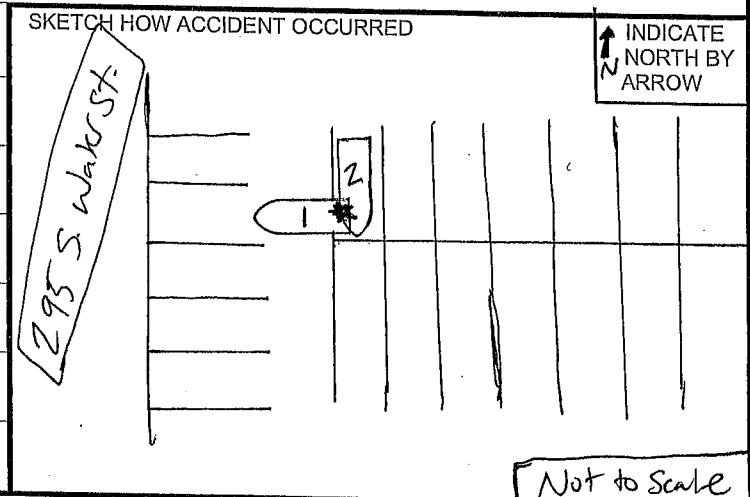 SKETCH HOW ACCIDENT OCCURRED
INDICATE
NORTH BY
ARROW
N
295 S. Water St.
1
2
Not to Scale